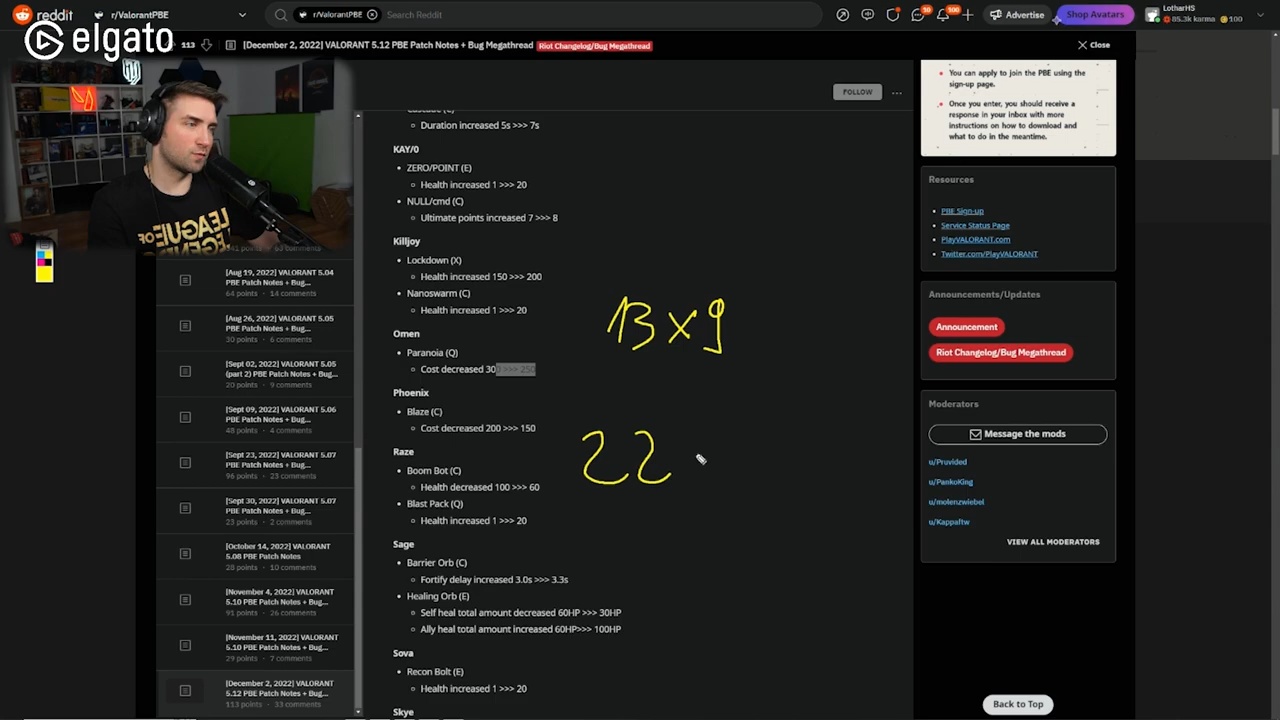 reddit
r/ValorantPBE
r/ValorantPBE
Search Reddit
Advertise
Shop Avatars
LotharHS
85.3k karma
100
elgato
113
[December 2, 2022] VALORANT 5.12 PBE Patch Notes + Bug Megathread
Riot Changelog/Bug Megathread
Close
FOLLOW
Duration increased 5s >>> 7s
KAY/0
ZERO/POINT (E)
Health increased 1 >>> 20
NULL/cmd (C)
Ultimate points increased 7 >>> 8
Killjoy
Lockdown (X)
Health increased 150 >>> 200
Nanoswarm (C)
Health increased 1 >>> 20
Omen
Paranoia (Q)
Cost decreased 300 >>> 250
Phoenix
Blaze (C)
Cost decreased 200 >>> 150
Raze
Boom Bot (C)
Health decreased 100 >>> 60
Blast Pack (Q)
Health increased 1 >>> 20
Sage
Barrier Orb (C)
Fortify delay increased 3.0s >>> 3.3s
Healing Orb (E)
Self heal total amount decreased 60HP >>> 30HP
Ally heal total amount increased 60HP>>> 100HP
Sova
Recon Bolt (E)
Health increased 1 >>> 20
Skye
13 x 9
22
LEAGUE OF LEGENDS
[Aug 19, 2022] VALORANT 5.04
PBE Patch Notes + Bug...
64 points · 14 comments
[Aug 26, 2022] VALORANT 5.05
PBE Patch Notes + Bug...
30 points · 6 comments
[Sept 02, 2022] VALORANT 5.05
(part 2) PBE Patch Notes + Bug...
20 points · 9 comments
[Sept 09, 2022] VALORANT 5.06
PBE Patch Notes + Bug...
48 points · 4 comments
[Sept 23, 2022] VALORANT 5.07
PBE Patch Notes + Bug...
96 points · 23 comments
[Sept 30, 2022] VALORANT 5.07
PBE Patch Notes + Bug...
23 points · 2 comments
[October 14, 2022] VALORANT
5.08 PBE Patch Notes
28 points · 10 comments
[November 4, 2022] VALORANT
5.10 PBE Patch Notes + Bug...
91 points · 26 comments
[November 11, 2022] VALORANT
5.10 PBE Patch Notes + Bug...
29 points · 7 comments
[December 2, 2022] VALORANT
5.12 PBE Patch Notes + Bug...
113 points · 33 comments
You can apply to join the PBE using the
sign-up page.
Once you enter, you should receive a
response in your inbox with more
instructions on how to download and
what to do in the meantime.
Resources
PBE Sign-up
Service Status Page
PlayVALORANT.com
Twitter.com/PlayVALORANT
Announcements/Updates
Announcement
Riot Changelog/Bug Megathread
Moderators
Message the mods
u/Pruvided
u/PankoKing
u/molenzwiebel
u/Kappaftw
VIEW ALL MODERATORS
Back to Top